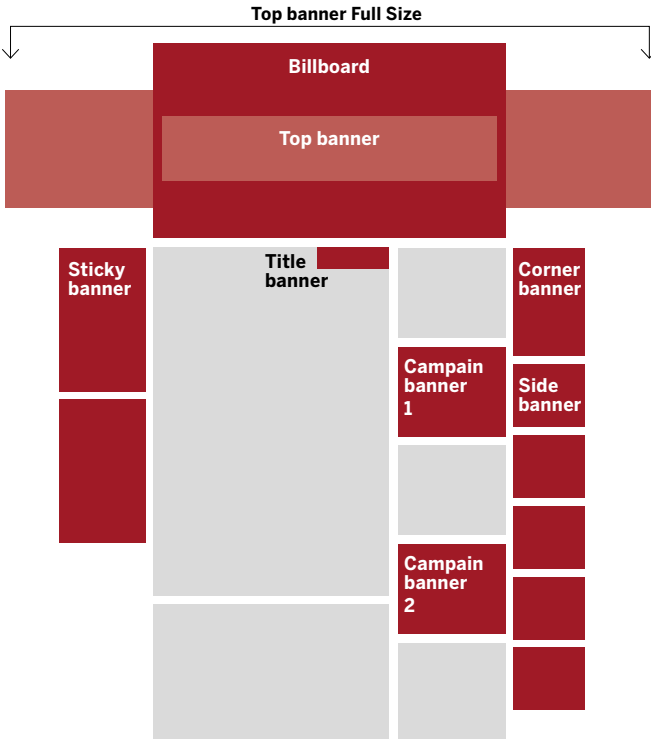 Top banner Full Size
Billboard
Top banner
Sticky
banner
Title
banner
Corner
banner
Campain
banner
1
Side
banner
Campain
banner
2